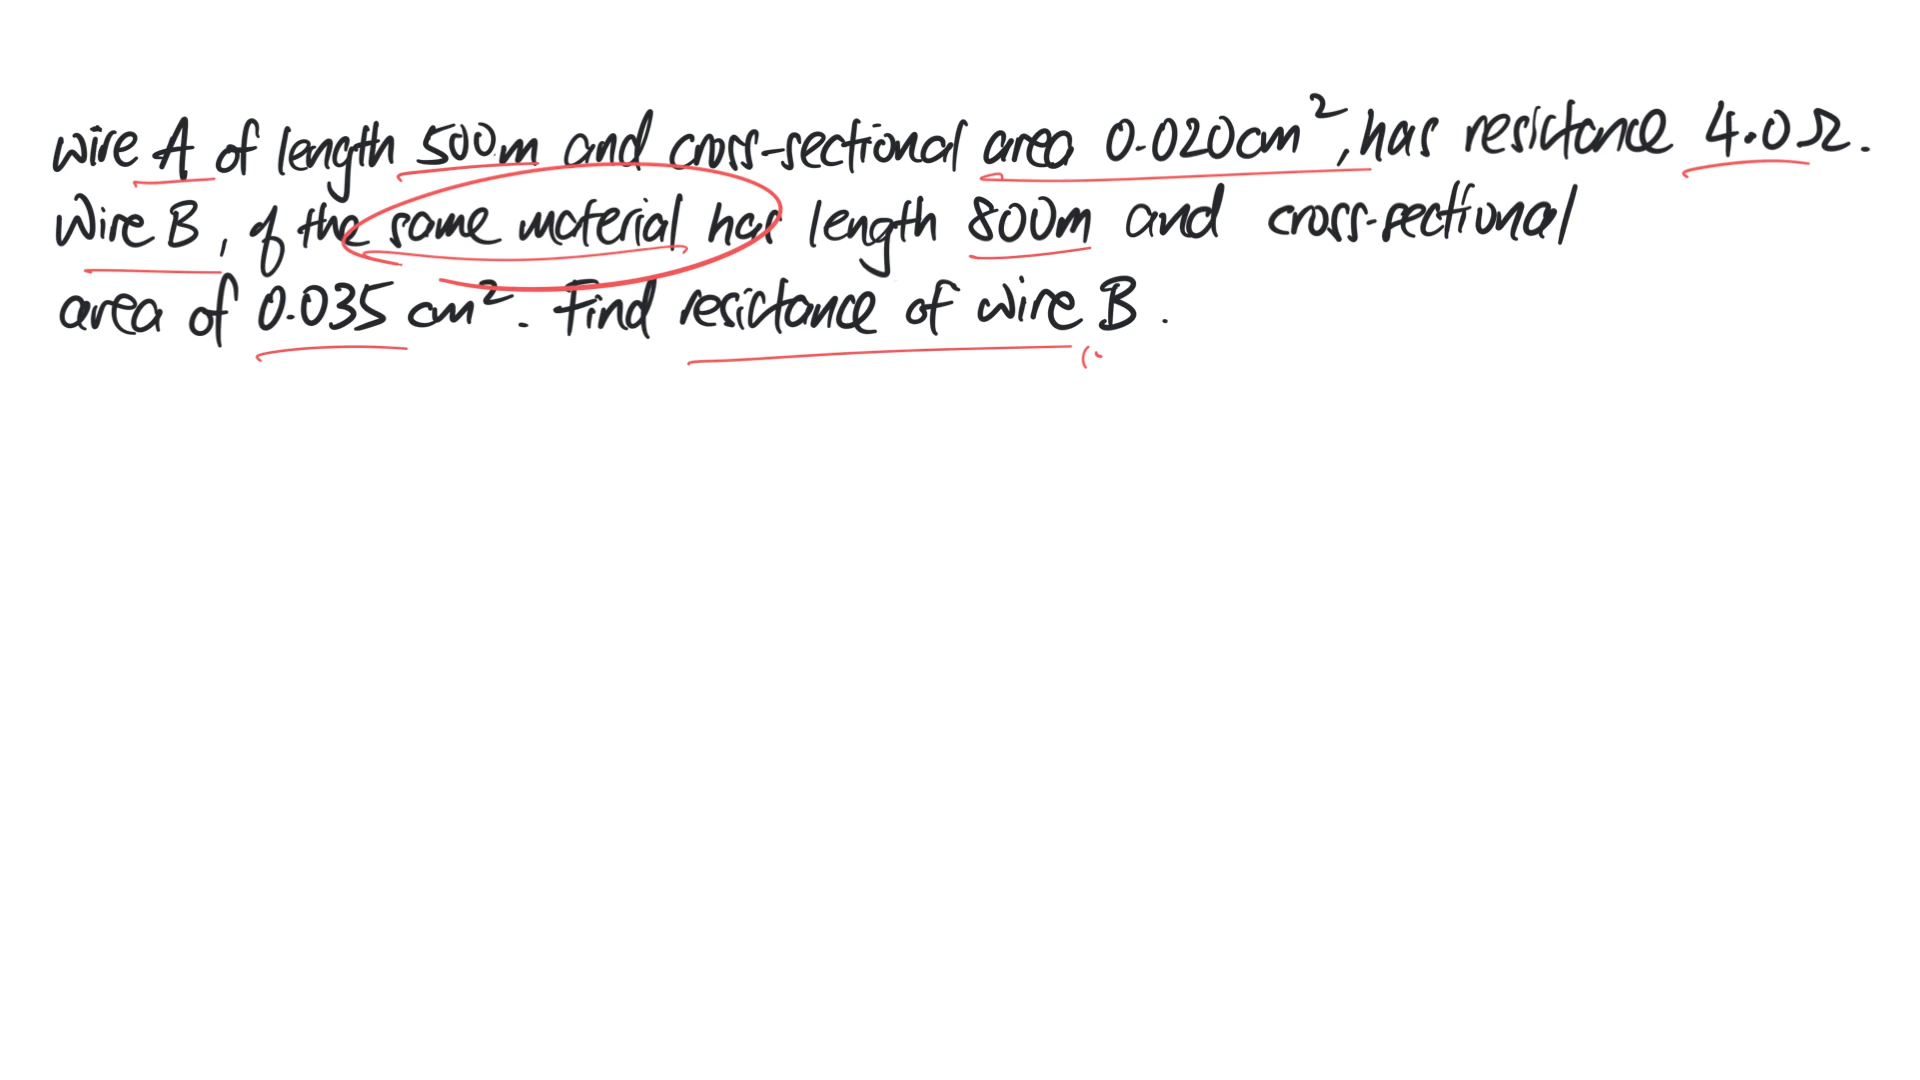 wire A of length 500m and cross-sectional area 0.020cm², has resistance 4.0Ω.
Wire B, of the same material has length 800m and cross-sectional
area of 0.035 cm². Find resistance of wire B.